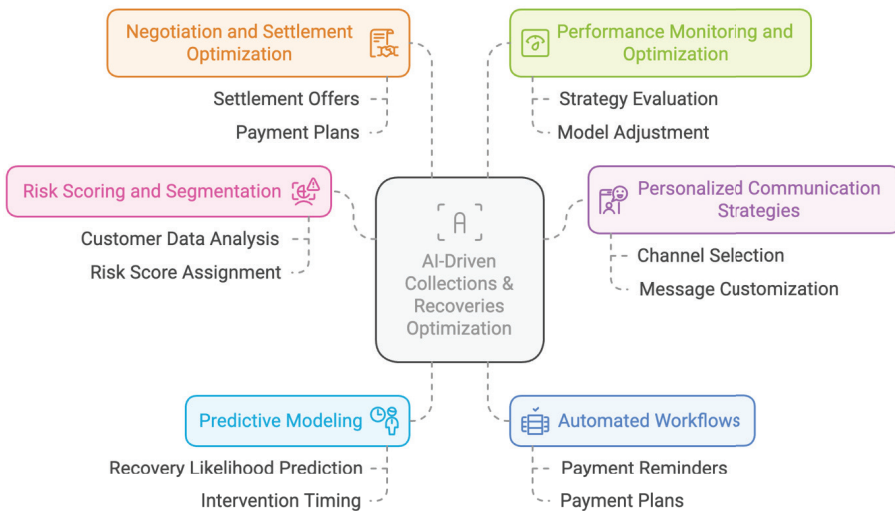 Negotiation and Settlement
Optimization
Settlement Offers
Payment Plans
Performance Monitoring and
Optimization
Strategy Evaluation
Model Adjustment
Risk Scoring and Segmentation
Customer Data Analysis
Risk Score Assignment
A
AI-Driven
Collections &
Recoveries
Optimization
Personalized Communication
Strategies
Channel Selection
Message Customization
Predictive Modeling
Recovery Likelihood Prediction
Intervention Timing
Automated Workflows
Payment Reminders
Payment Plans